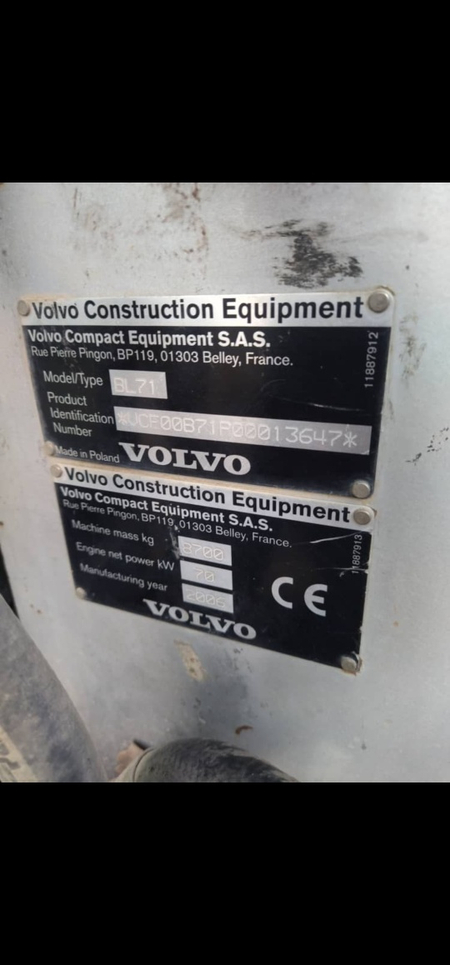 Volvo Construction Equipment
Volvo Compact Equipment S.A.S.
Rue Pierre Pingon, BP119, 01303 Belley, France.
Model/Type BL71
Product
Identification *VCE00B71P00013647*
Number
Made in Poland VOLVO
11887912
Volvo Construction Equipment
Volvo Compact Equipment S.A.S.
Rue Pierre Pingon, BP119, 01303 Belley, France.
Machine mass kg 8700
Engine net power kW 70
Manufacturing year
CE
VOLVO
11887913